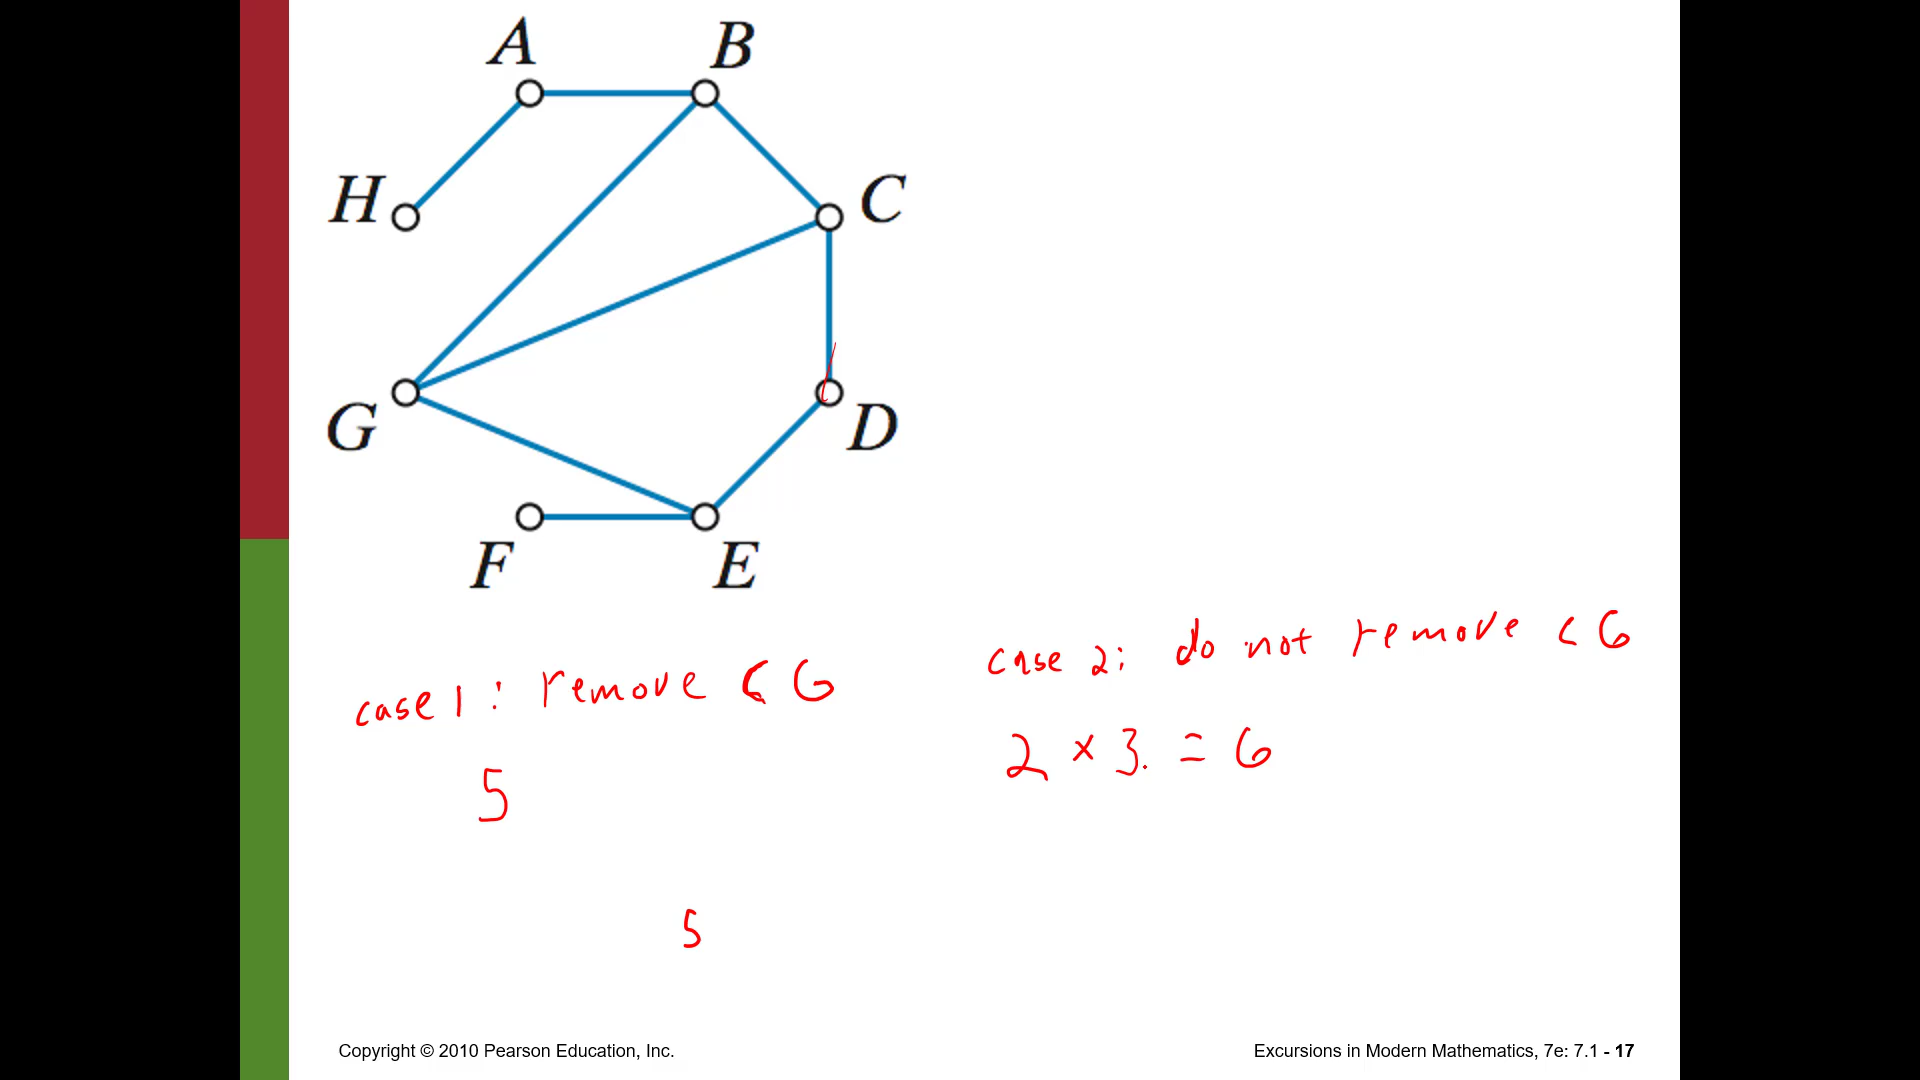 A B
H C
G D
F E
case 1 : remove CG
case 2: do not remove CG
5
2 × 3. = 6
5
Copyright © 2010 Pearson Education, Inc.
Excursions in Modern Mathematics, 7e: 7.1 - 17